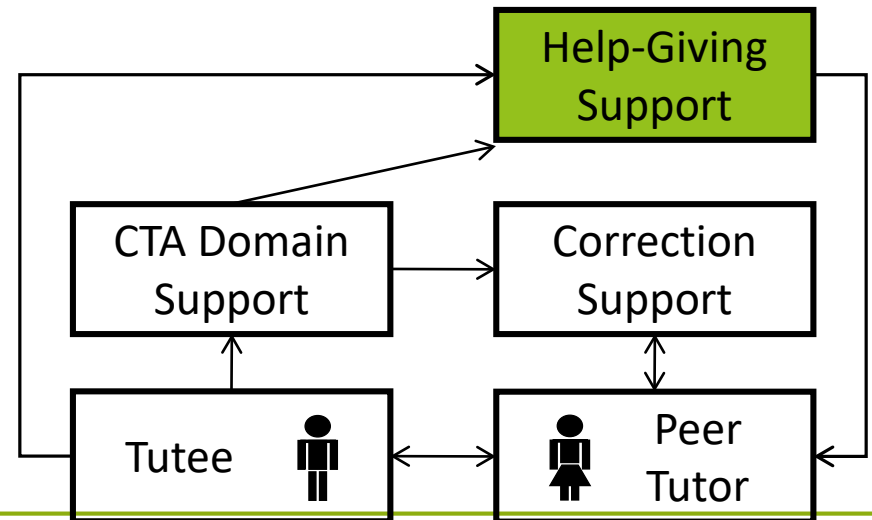 Help-Giving
Support
CTA Domain
Support
Correction
Support
Tutee
Peer
Tutor